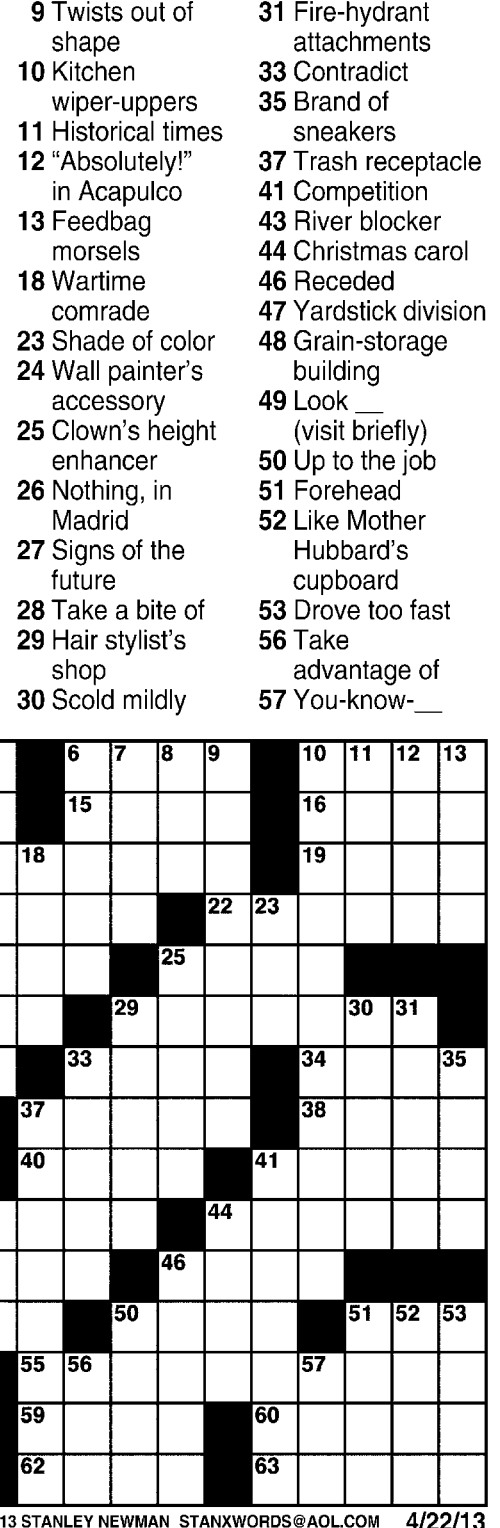 9 Twists out of
shape
10 Kitchen
wiper-uppers
11 Historical times
12 “Absolutely!”
in Acapulco
13 Feedbag
morsels
18 Wartime
comrade
23 Shade of color
24 Wall painter’s
accessory
25 Clown’s height
enhancer
26 Nothing, in
Madrid
27 Signs of the
future
28 Take a bite of
29 Hair stylist’s
shop
30 Scold mildly
31 Fire-hydrant
attachments
33 Contradict
35 Brand of
sneakers
37 Trash receptacle
41 Competition
43 River blocker
44 Christmas carol
46 Receded
47 Yardstick division
48 Grain-storage
building
49 Look __
(visit briefly)
50 Up to the job
51 Forehead
52 Like Mother
Hubbard’s
cupboard
53 Drove too fast
56 Take
advantage of
57 You-know-__
6 7 8 9 10 11 12 13
15 16
18 19
22 23
25
29 30 31
33 34 35
37 38
40 41
44
46
50 51 52 53
55 56 57
59 60
62 63
13 STANLEY NEWMAN STANXWORDS@AOL.COM 4/22/13